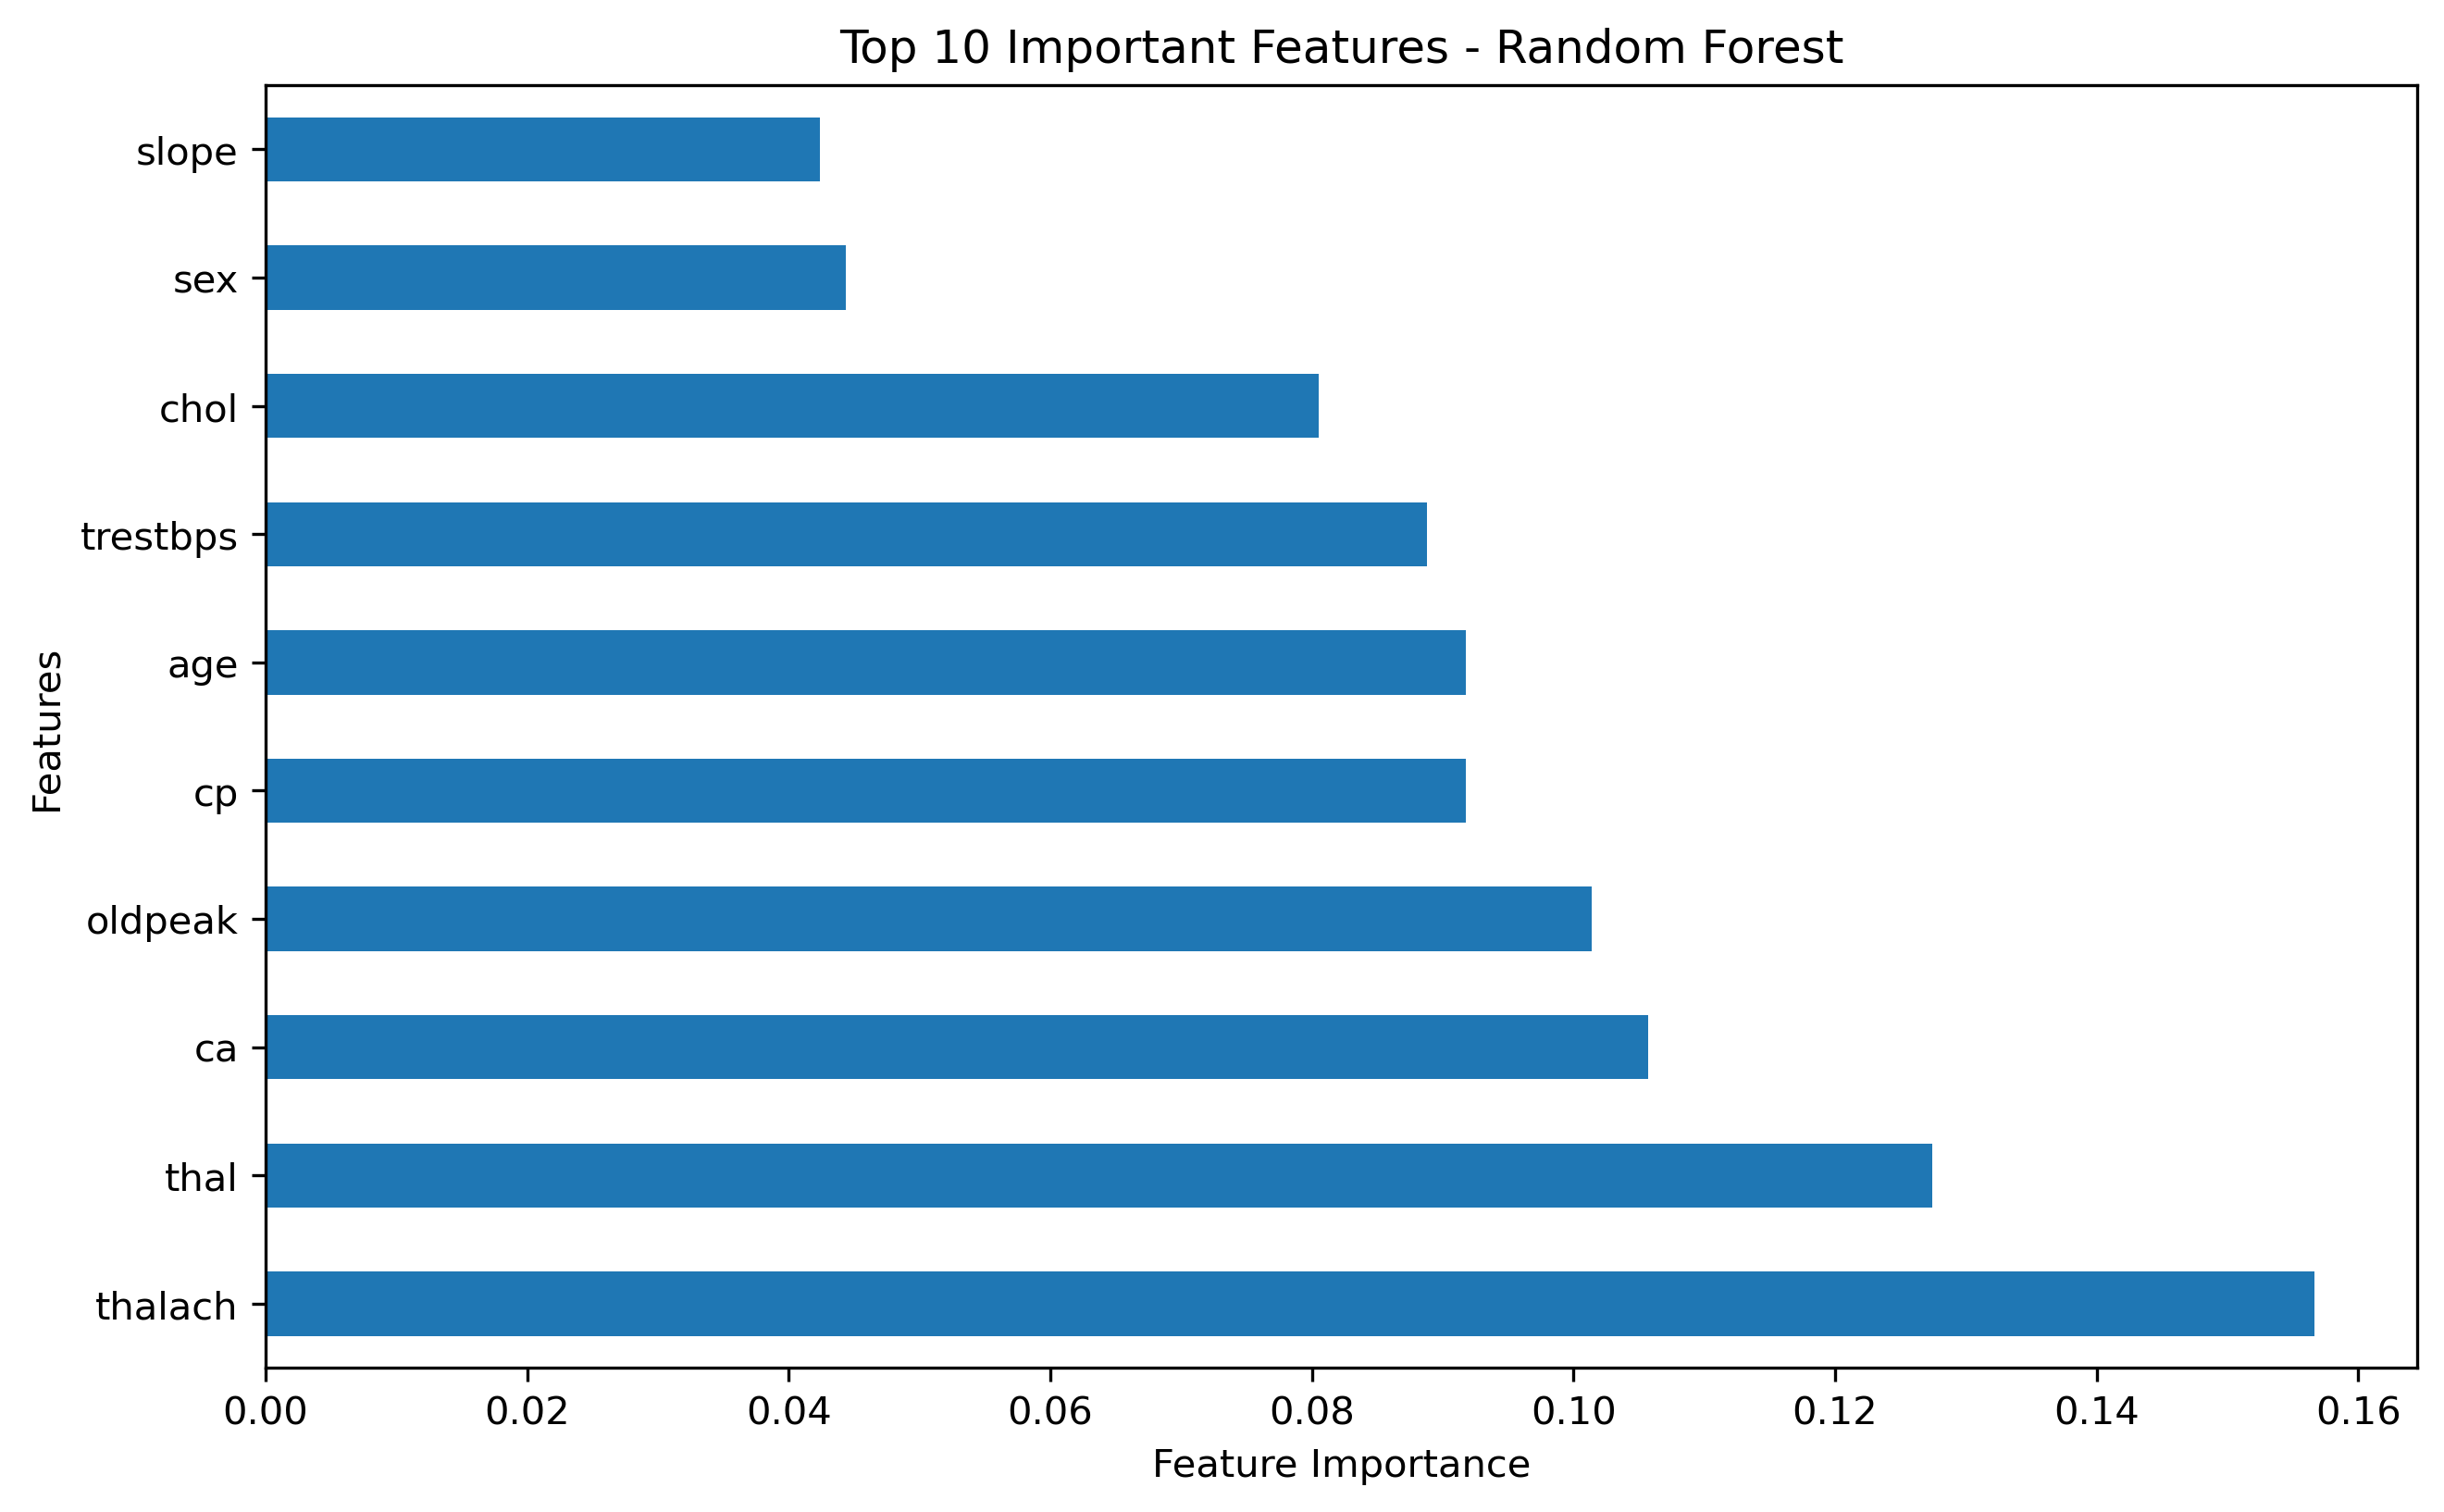 Top 10 Important Features - Random Forest
slope
sex
chol
trestbps
age
cp
oldpeak
ca
thal
thalach
Features
0.00 0.02 0.04 0.06 0.08 0.10 0.12 0.14 0.16
Feature Importance